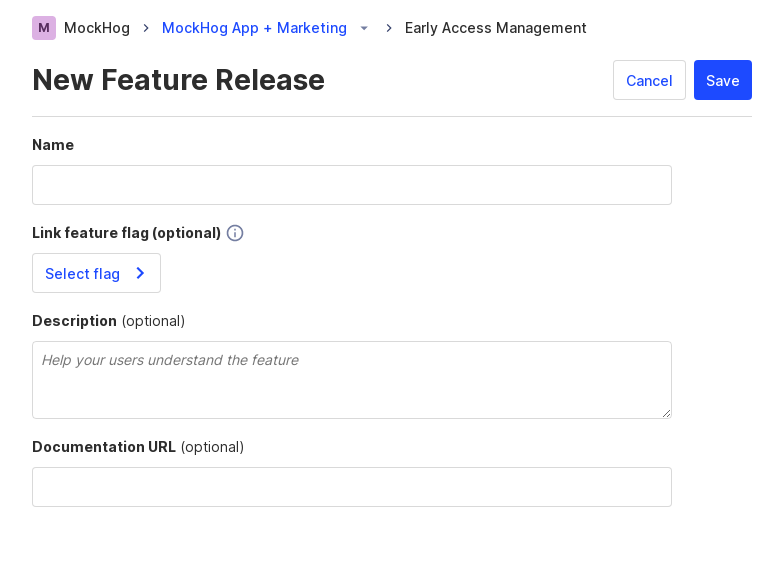 M MockHog MockHog App + Marketing Early Access Management
New Feature Release Cancel Save
Name
Link feature flag (optional)
Select flag
Description (optional)
Help your users understand the feature
Documentation URL (optional)